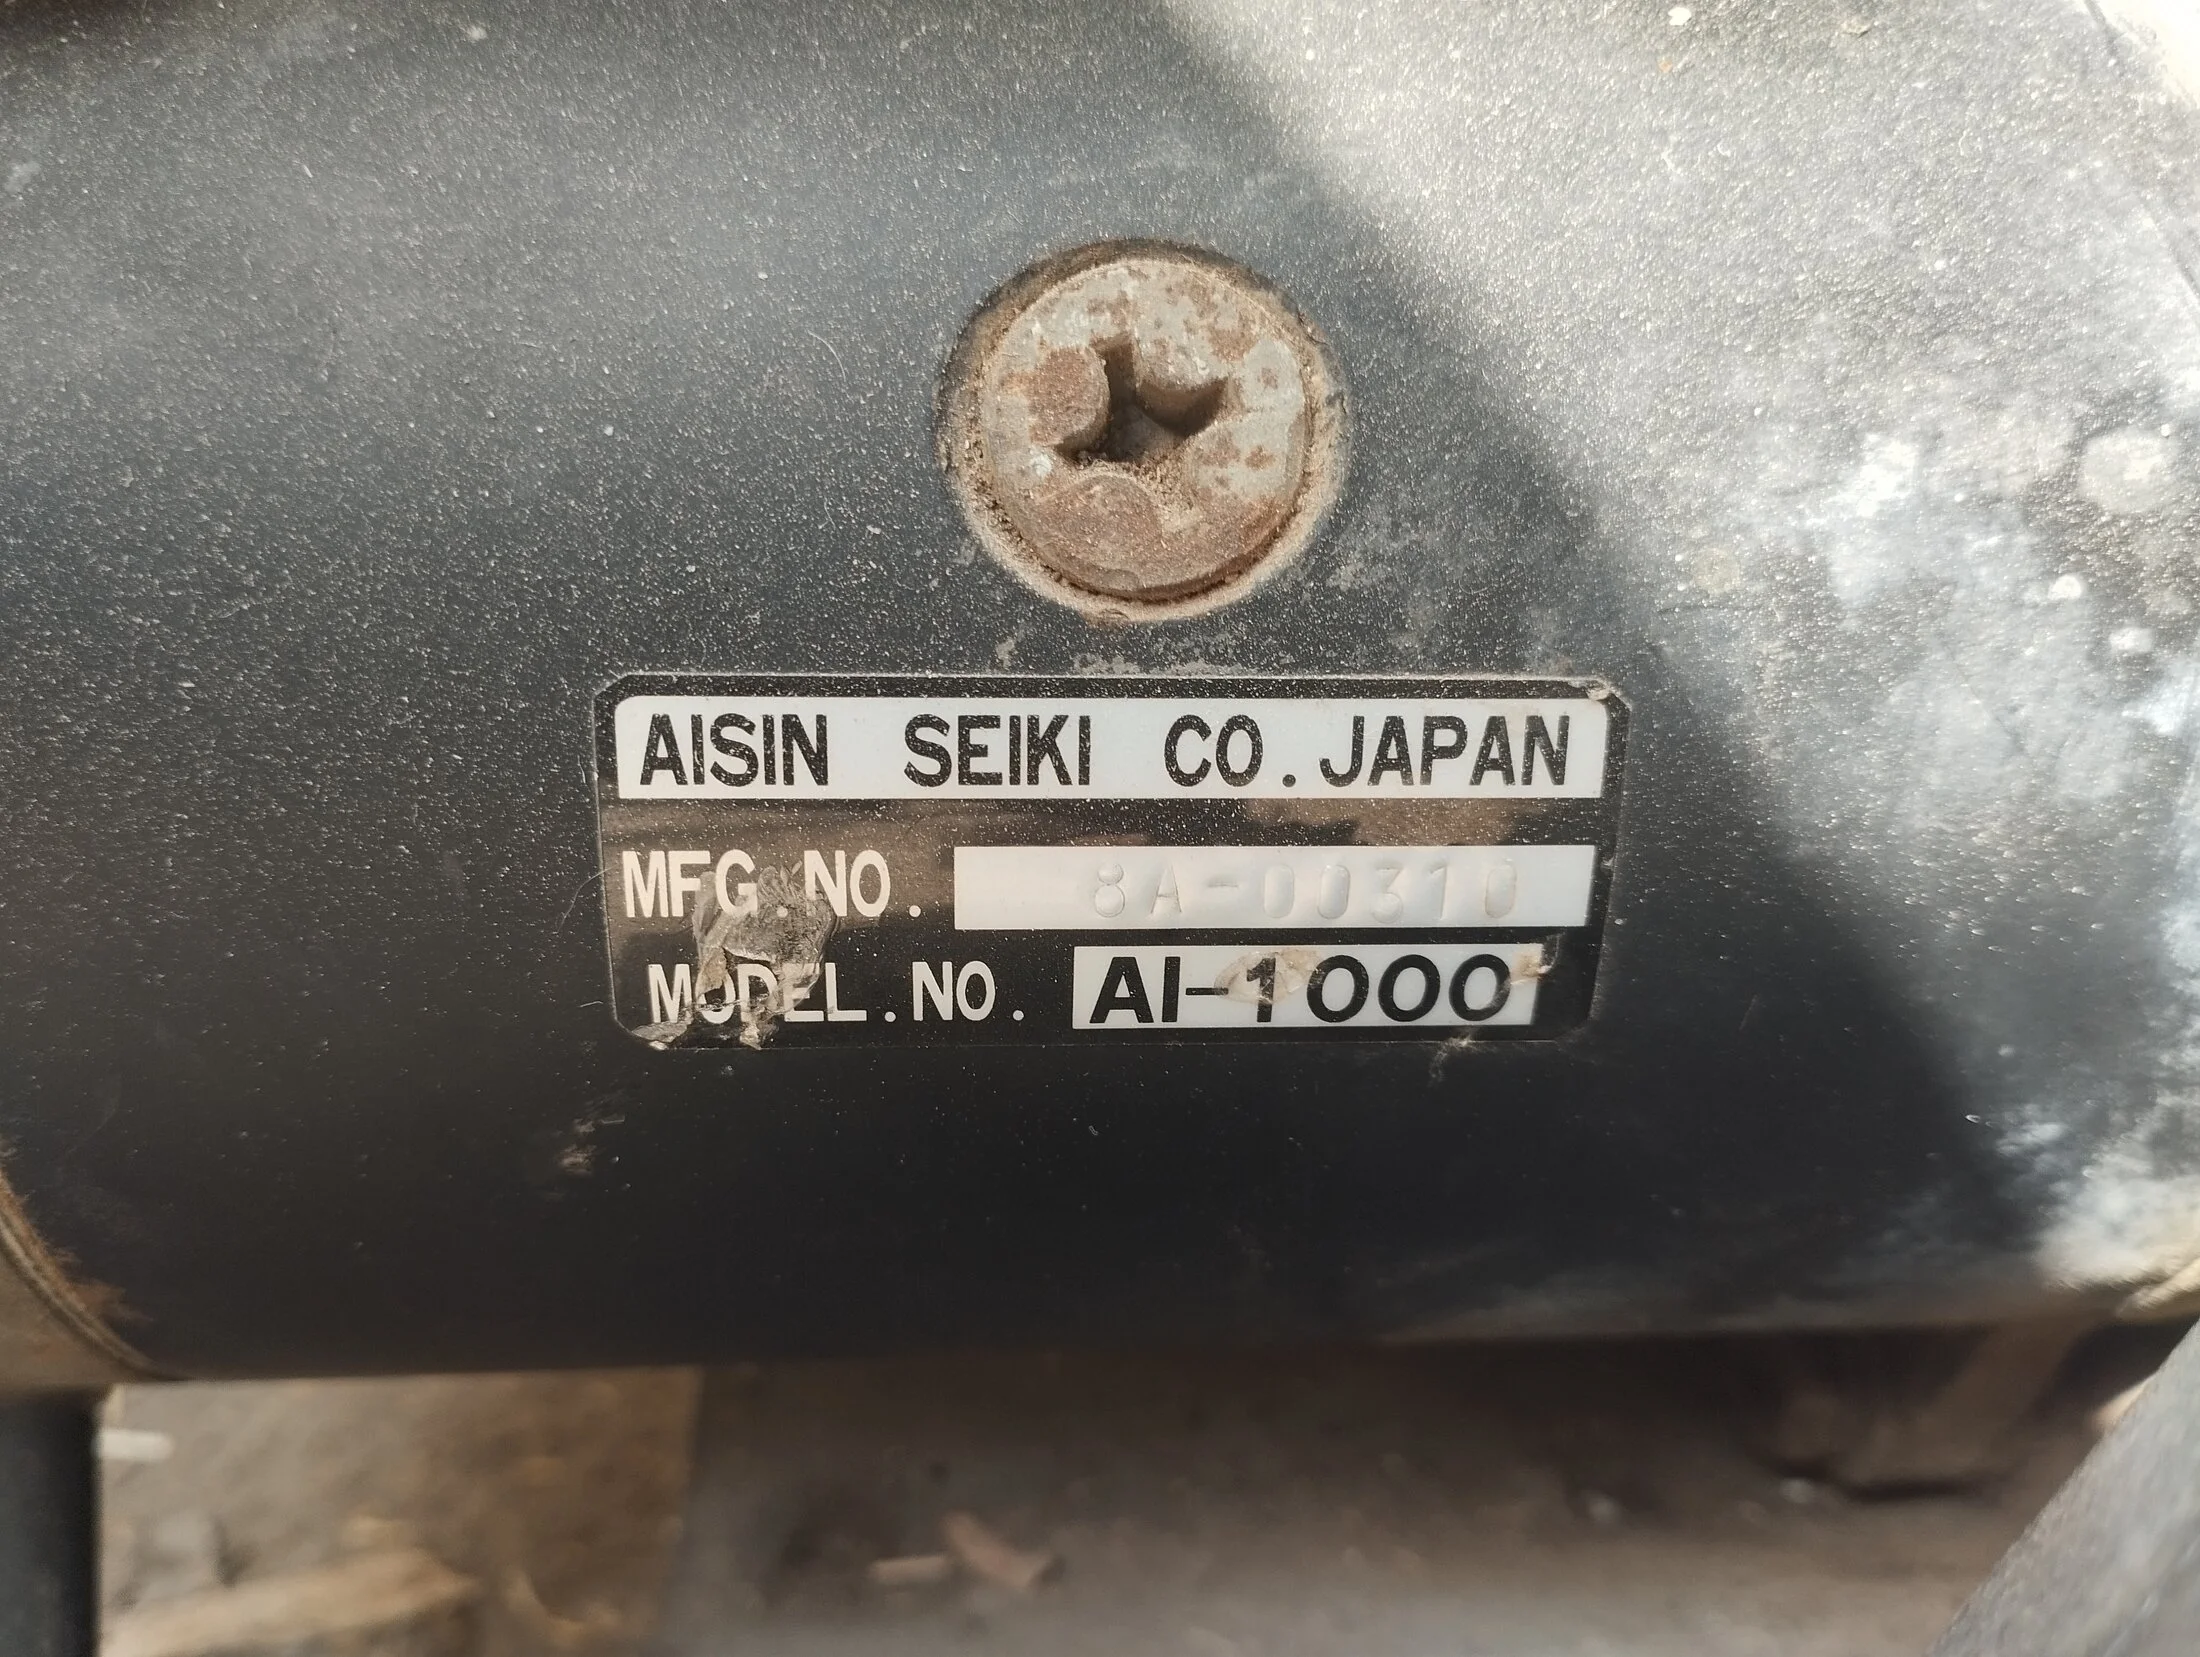 AISIN SEIKI CO. JAPAN
MFG. NO. 8A-00310
MODEL. NO. AI-1000